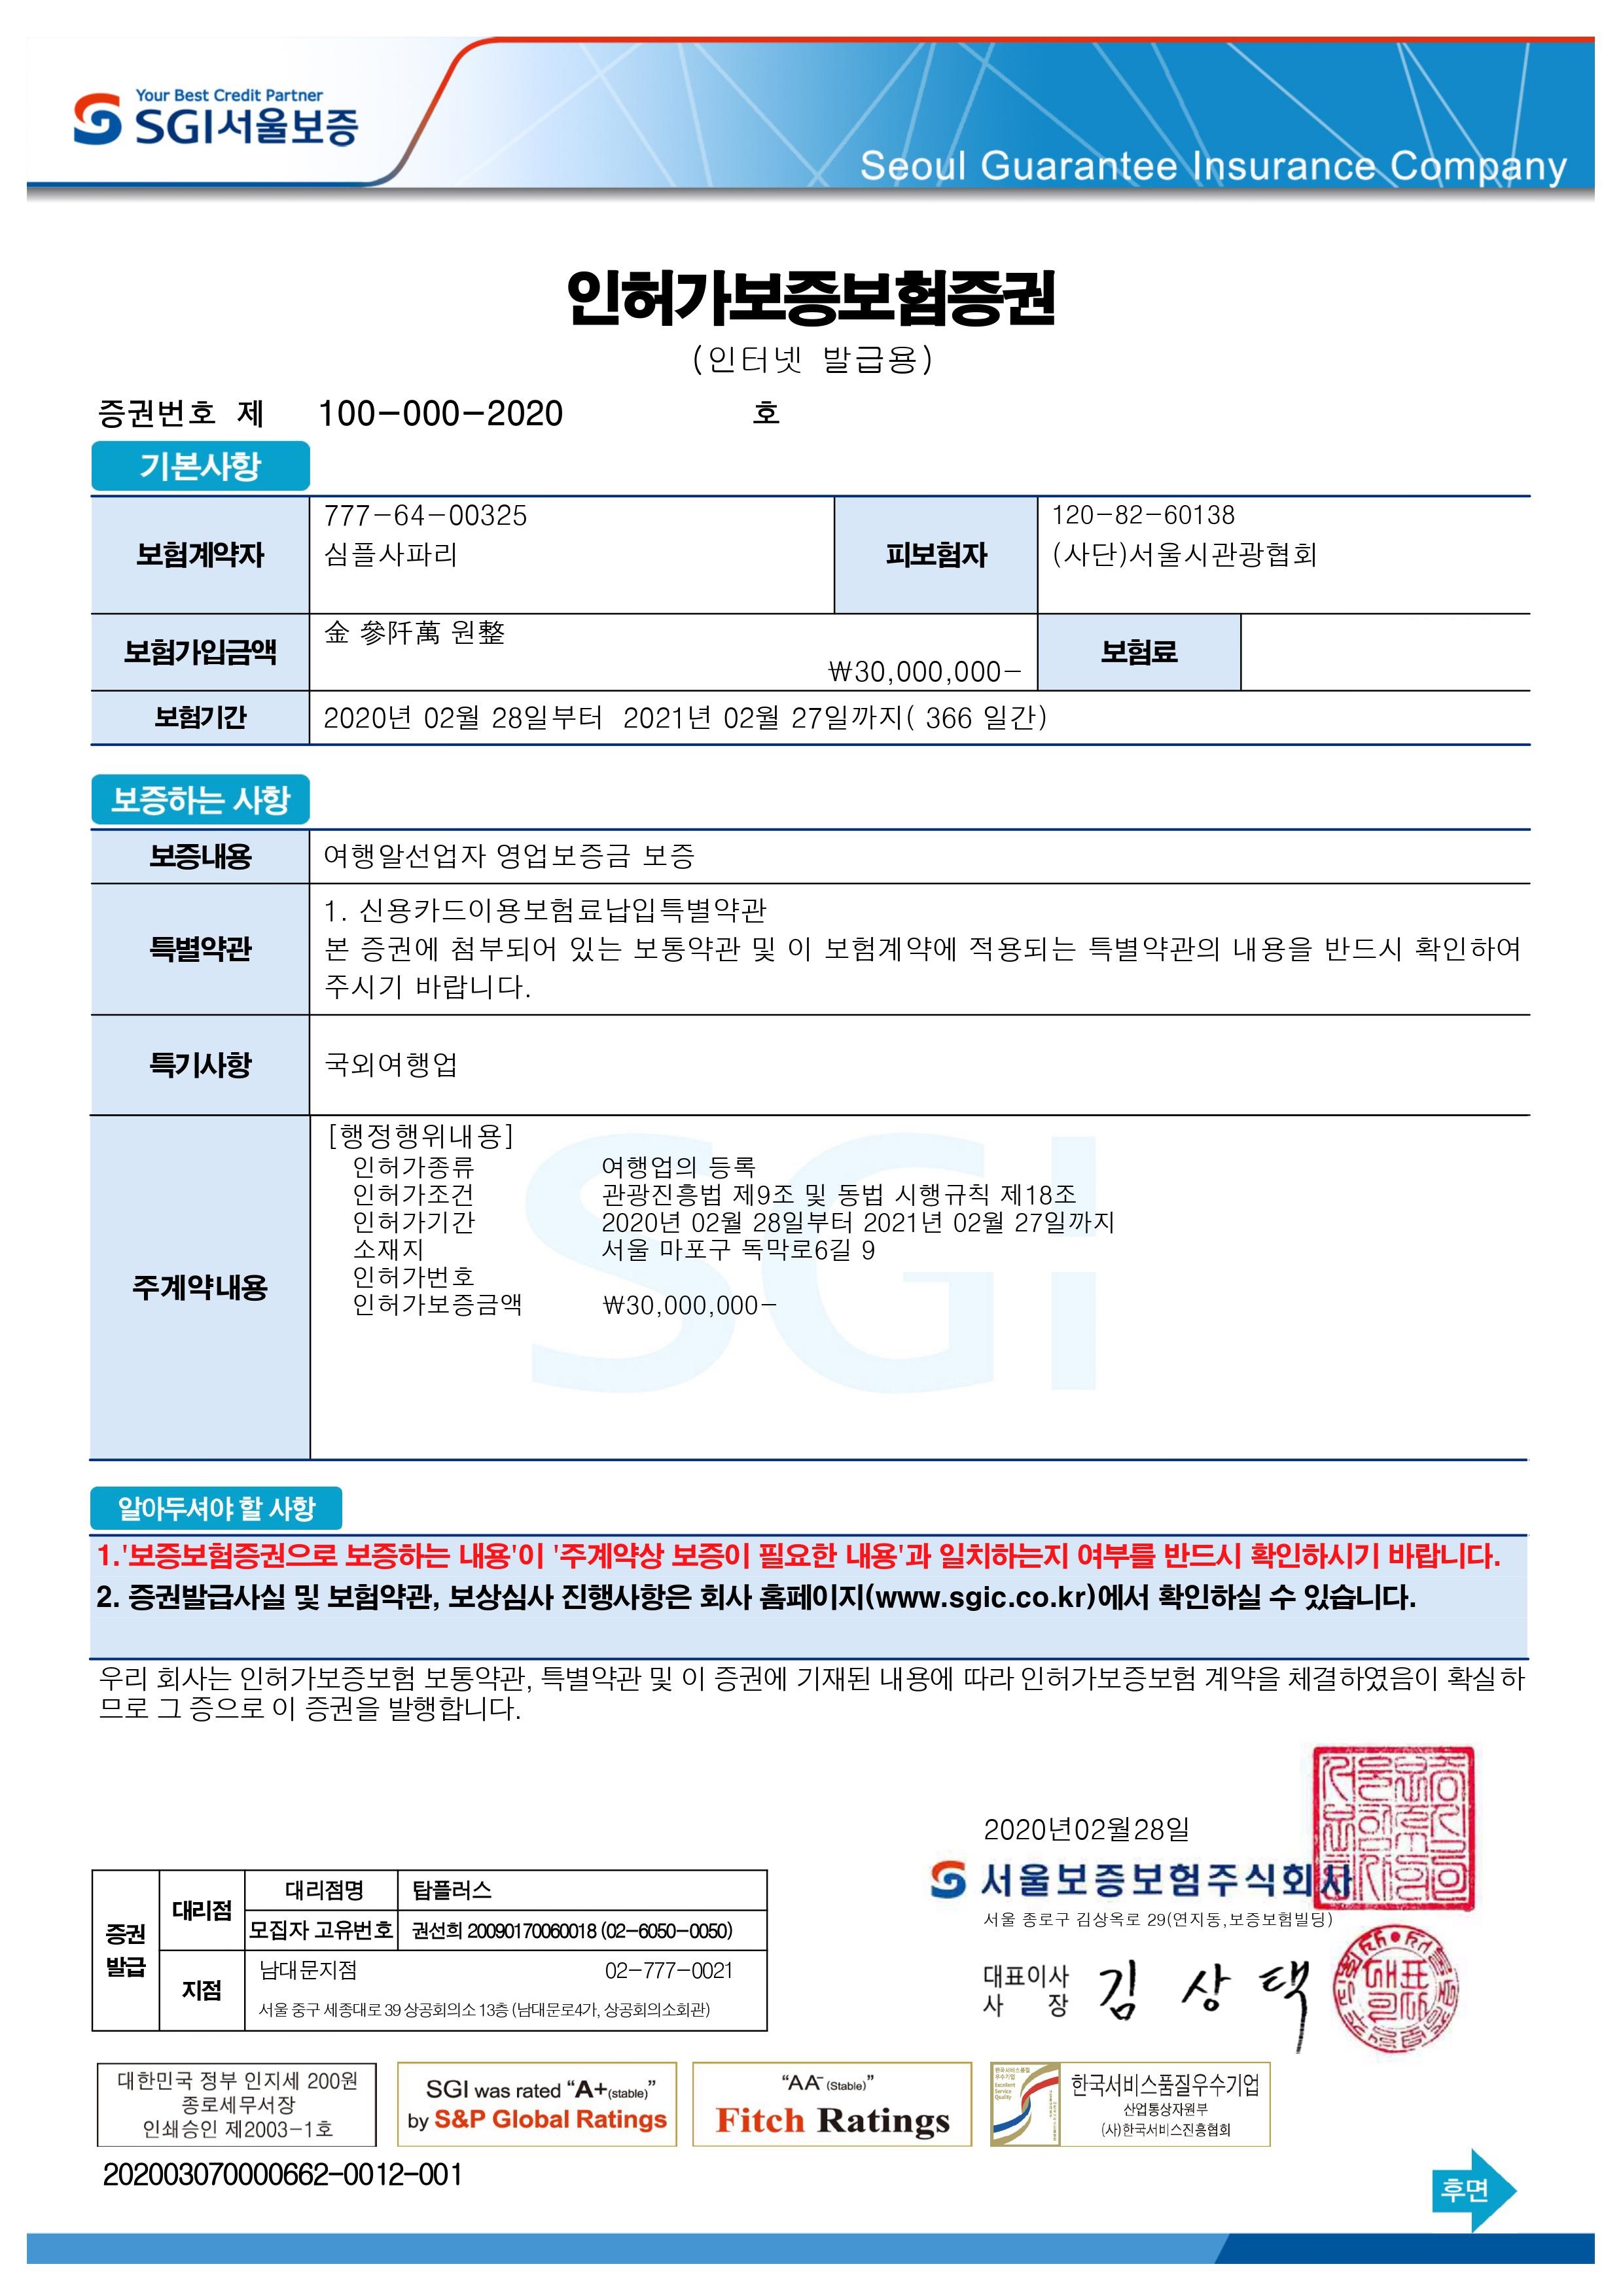 Your Best Credit Partner
SGI서울보증
Seoul Guarantee Insurance Company
인허가보증보험증권
(인터넷 발급용)
증권번호 제 100-000-2020 호
기본사항
보험계약자
777-64-00325
심플사파리
피보험자
120-82-60138
(사단)서울시관광협회
보험가입금액
金 參阡萬 원整
₩30,000,000-
보험료
보험기간
2020년 02월 28일부터 2021년 02월 27일까지( 366 일간)
보증하는 사항
보증내용
여행알선업자 영업보증금 보증
특별약관
1. 신용카드이용보험료납입특별약관
본 증권에 첨부되어 있는 보통약관 및 이 보험계약에 적용되는 특별약관의 내용을 반드시 확인하여
주시기 바랍니다.
특기사항
국외여행업
주계약내용
[행정행위내용]
인허가종류 여행업의 등록
인허가조건 관광진흥법 제9조 및 동법 시행규칙 제18조
인허가기간 2020년 02월 28일부터 2021년 02월 27일까지
소재지 서울 마포구 독막로6길 9
인허가번호
인허가보증금액 ₩30,000,000-
SGI
알아두셔야 할 사항
1.'보증보험증권으로 보증하는 내용'이 '주계약상 보증이 필요한 내용'과 일치하는지 여부를 반드시 확인하시기 바랍니다.
2. 증권발급사실 및 보험약관, 보상심사 진행사항은 회사 홈페이지(www.sgic.co.kr)에서 확인하실 수 있습니다.
우리 회사는 인허가보증보험 보통약관, 특별약관 및 이 증권에 기재된 내용에 따라 인허가보증보험 계약을 체결하였음이 확실하
므로 그 증으로 이 증권을 발행합니다.
2020년02월28일
서울보증보험주식회사
서울 종로구 김상옥로 29(연지동,보증보험빌딩)
대표이사
사 장
김 상 택
증권
발급
대리점
대리점명 탑플러스
모집자 고유번호 권선희 20090170060018 (02-6050-0050)
지점
남대문지점 02-777-0021
서울 중구 세종대로 39 상공회의소 13층 (남대문로4가, 상공회의소회관)
대한민국 정부 인지세 200원
종로세무서장
인쇄승인 제2003-1호
SGI was rated “A+(stable)”
by S&P Global Ratings
“AA- (Stable)”
Fitch Ratings
한국서비스품질
우수기업
Excellent
Service
Quality
한국서비스품질우수기업
산업통상자원부
(사)한국서비스진흥협회
202003070000662-0012-001
후면